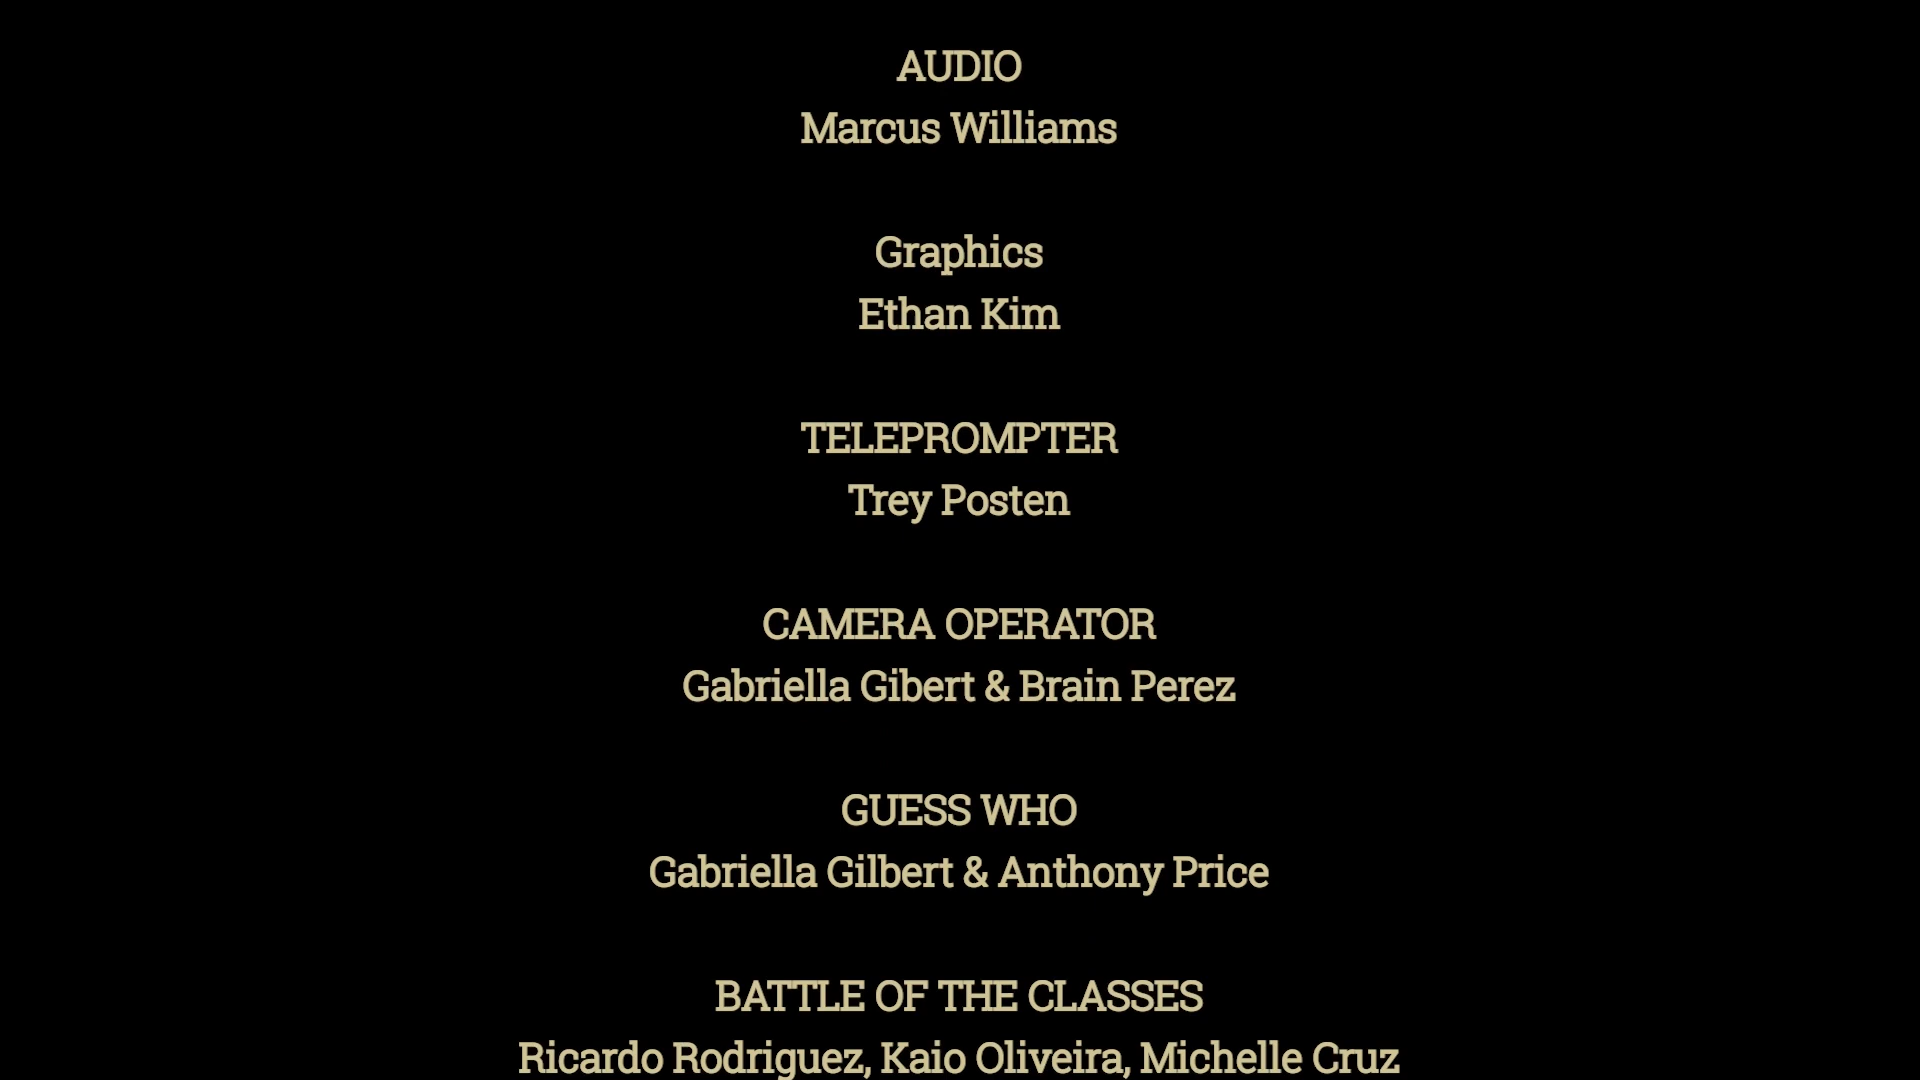 AUDIO
Marcus Williams
Graphics
Ethan Kim
TELEPROMPTER
Trey Posten
CAMERA OPERATOR
Gabriella Gibert & Brain Perez
GUESS WHO
Gabriella Gilbert & Anthony Price
BATTLE OF THE CLASSES
Ricardo Rodriguez, Kaio Oliveira, Michelle Cruz